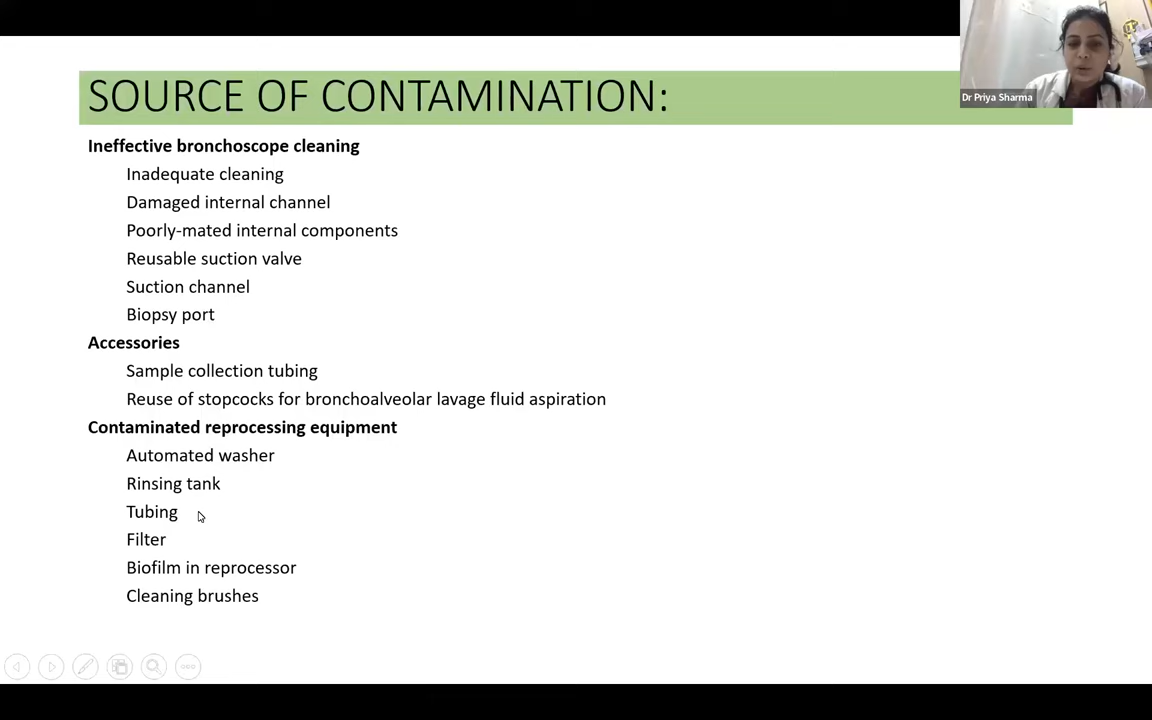 SOURCE OF CONTAMINATION:
Dr Priya Sharma
Ineffective bronchoscope cleaning
Inadequate cleaning
Damaged internal channel
Poorly-mated internal components
Reusable suction valve
Suction channel
Biopsy port
Accessories
Sample collection tubing
Reuse of stopcocks for bronchoalveolar lavage fluid aspiration
Contaminated reprocessing equipment
Automated washer
Rinsing tank
Tubing
Filter
Biofilm in reprocessor
Cleaning brushes